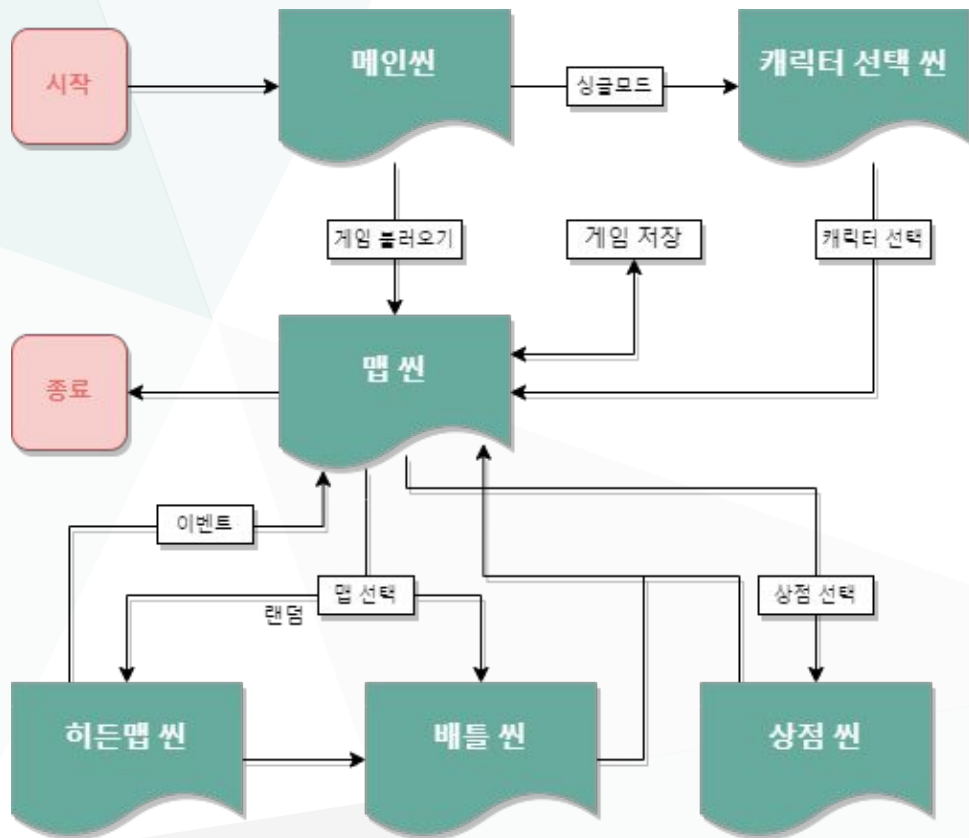 시작
메인씬
싱글모드
캐릭터 선택 씬
게임 불러오기
게임 저장
캐릭터 선택
종료
맵 씬
이벤트
랜덤
맵 선택
상점 선택
히든맵 씬
배틀 씬
상점 씬